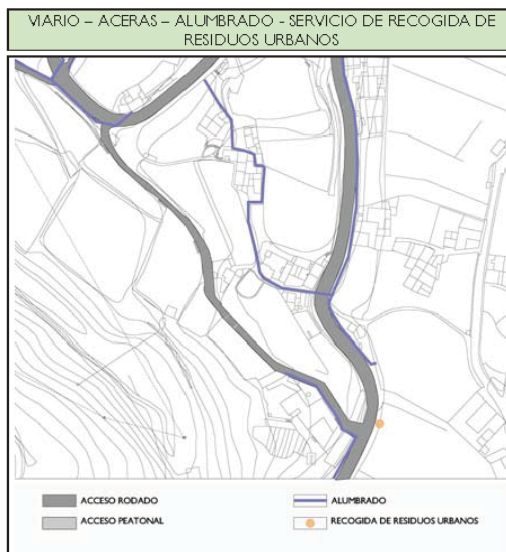 VIARIO – ACERAS – ALUMBRADO - SERVICIO DE RECOGIDA DE
RESIDUOS URBANOS
ACCESO RODADO
ALUMBRADO
ACCESO PEATONAL
RECOGIDA DE RESIDUOS URBANOS